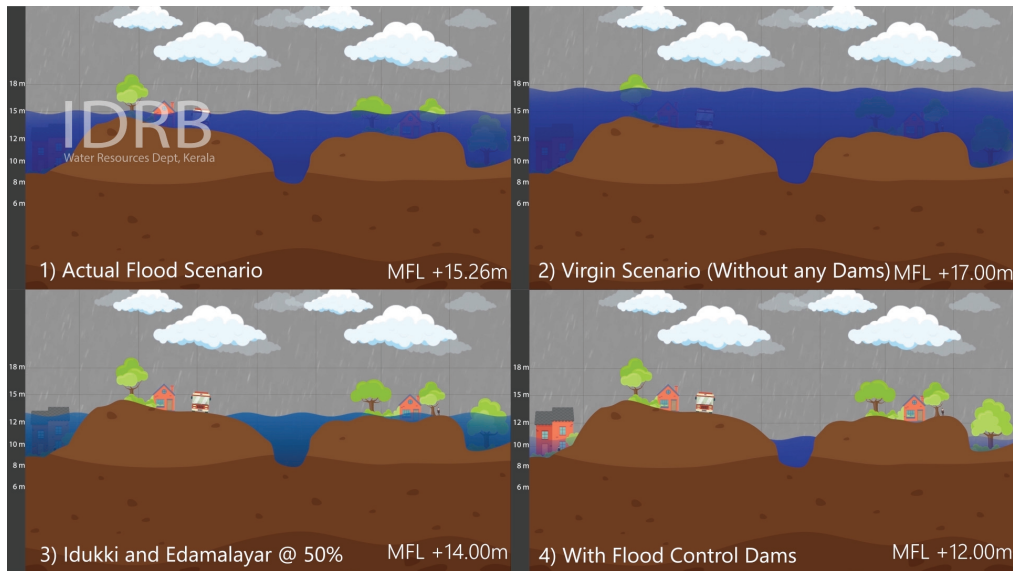 18 m
15 m
12 m
10 m
8 m
6 m
IDRB
Water Resources Dept, Kerala
1) Actual Flood Scenario
MFL +15.26m
18 m
15 m
12 m
10 m
8 m
6 m
2) Virgin Scenario (Without any Dams)
MFL +17.00m
18 m
15 m
12 m
10 m
8 m
6 m
3) Idukki and Edamalayar @ 50%
MFL +14.00m
18 m
15 m
12 m
10 m
8 m
6 m
4) With Flood Control Dams
MFL +12.00m